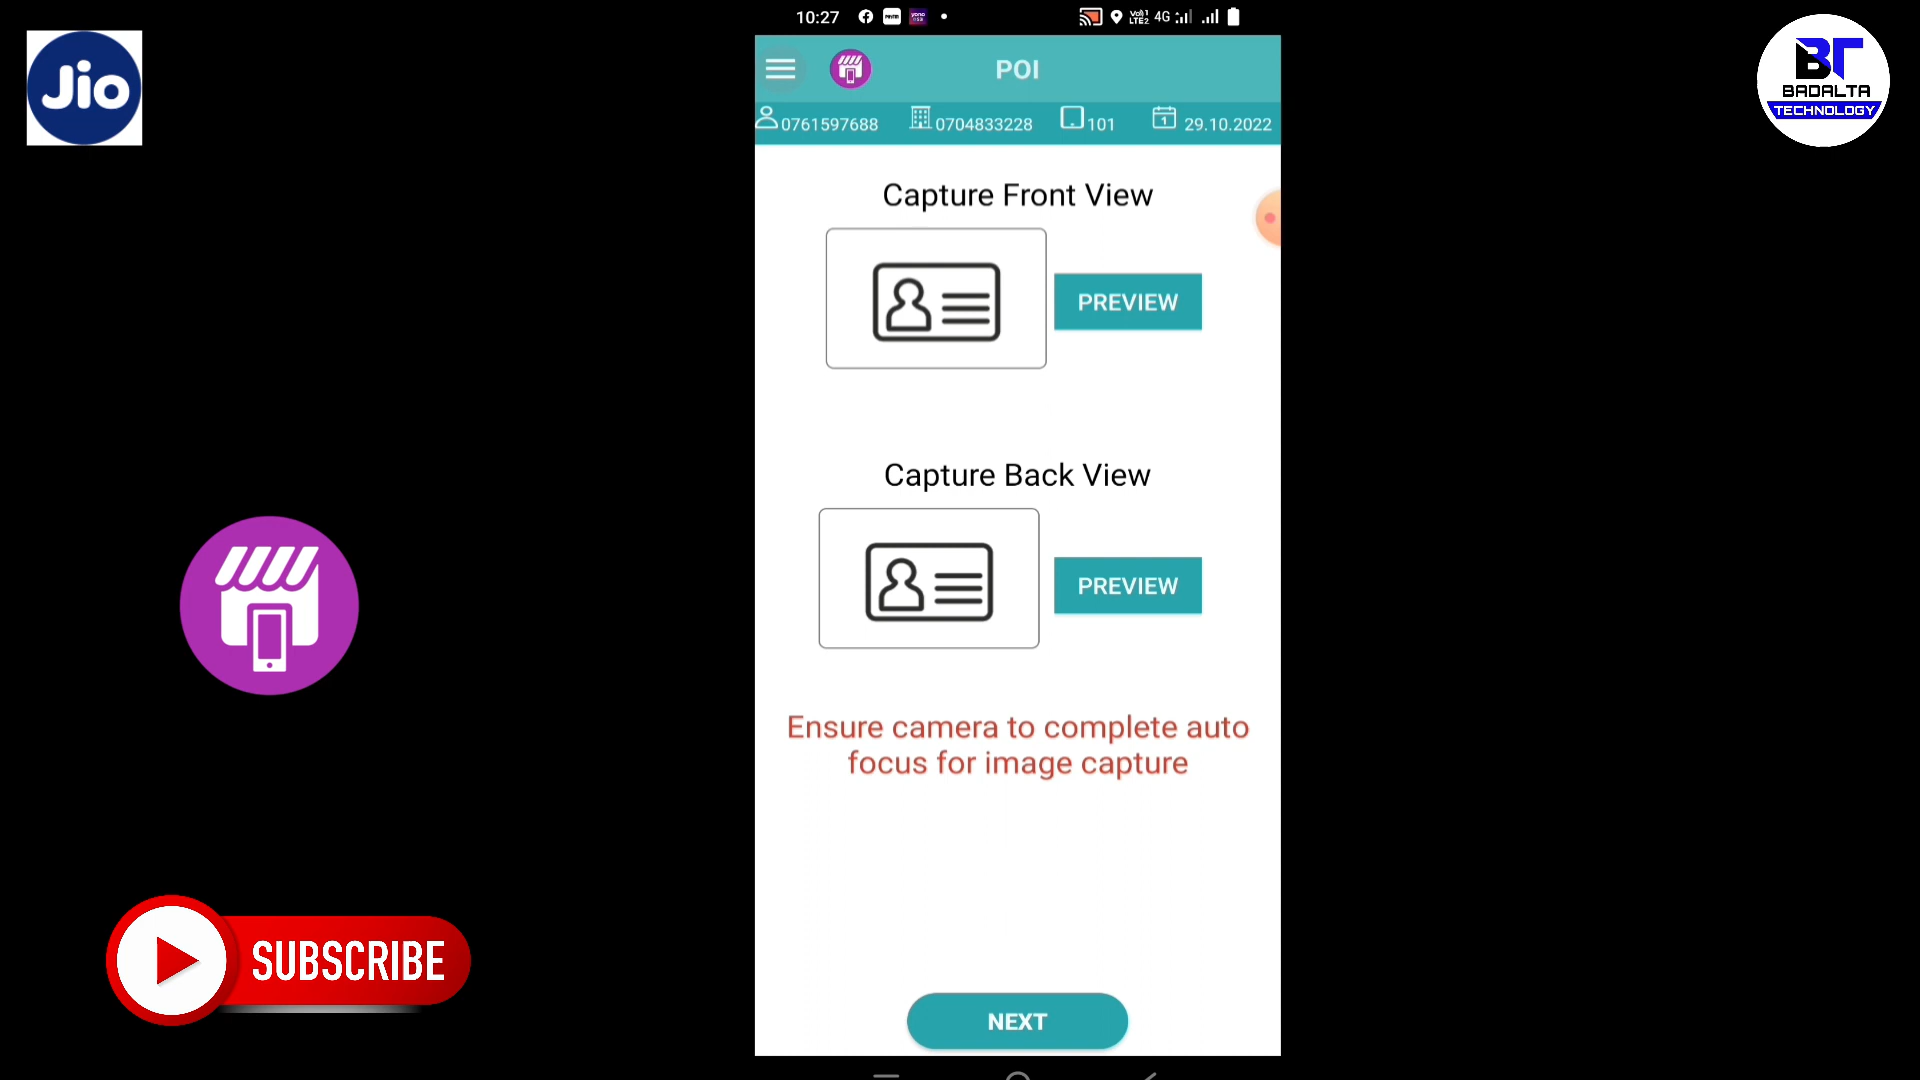 Jio
10:27
4G
POI
0761597688
0704833228
101
29.10.2022
Capture Front View
PREVIEW
Capture Back View
PREVIEW
Ensure camera to complete auto
focus for image capture
NEXT
SUBSCRIBE
BT
BADALTA
TECHNOLOGY